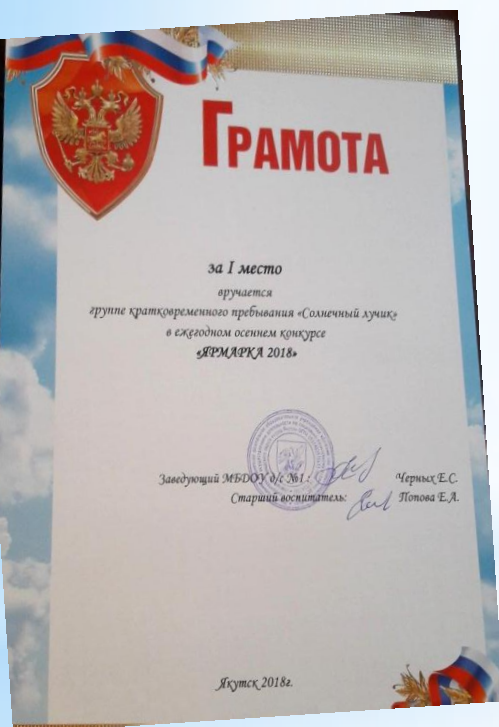 ГРАМОТА
за I место
вручается
группе кратковременного пребывания «Солнечный лучик»
в ежегодном осеннем конкурсе
«ЯРМАРКА 2018»
Заведующий МБДОУ д/с №1 : Черных Е.С.
Старший воспитатель: Попова Е.А.
Якутск 2018г.